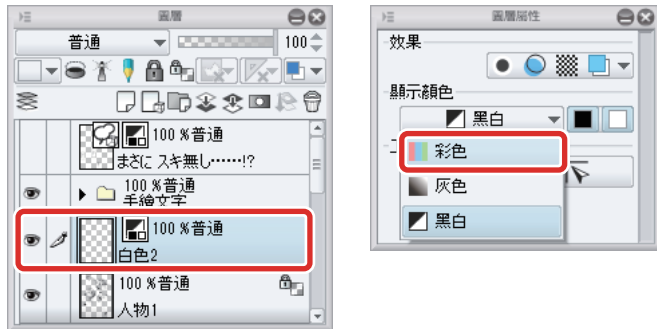 圖層
普通
100
100 %普通
まさに スキ無し……!?
100 %普通
手繪文字
100 %普通
白色2
100 %普通
人物1
圖層屬性
效果
顯示顏色
黑白
彩色
灰色
黑白